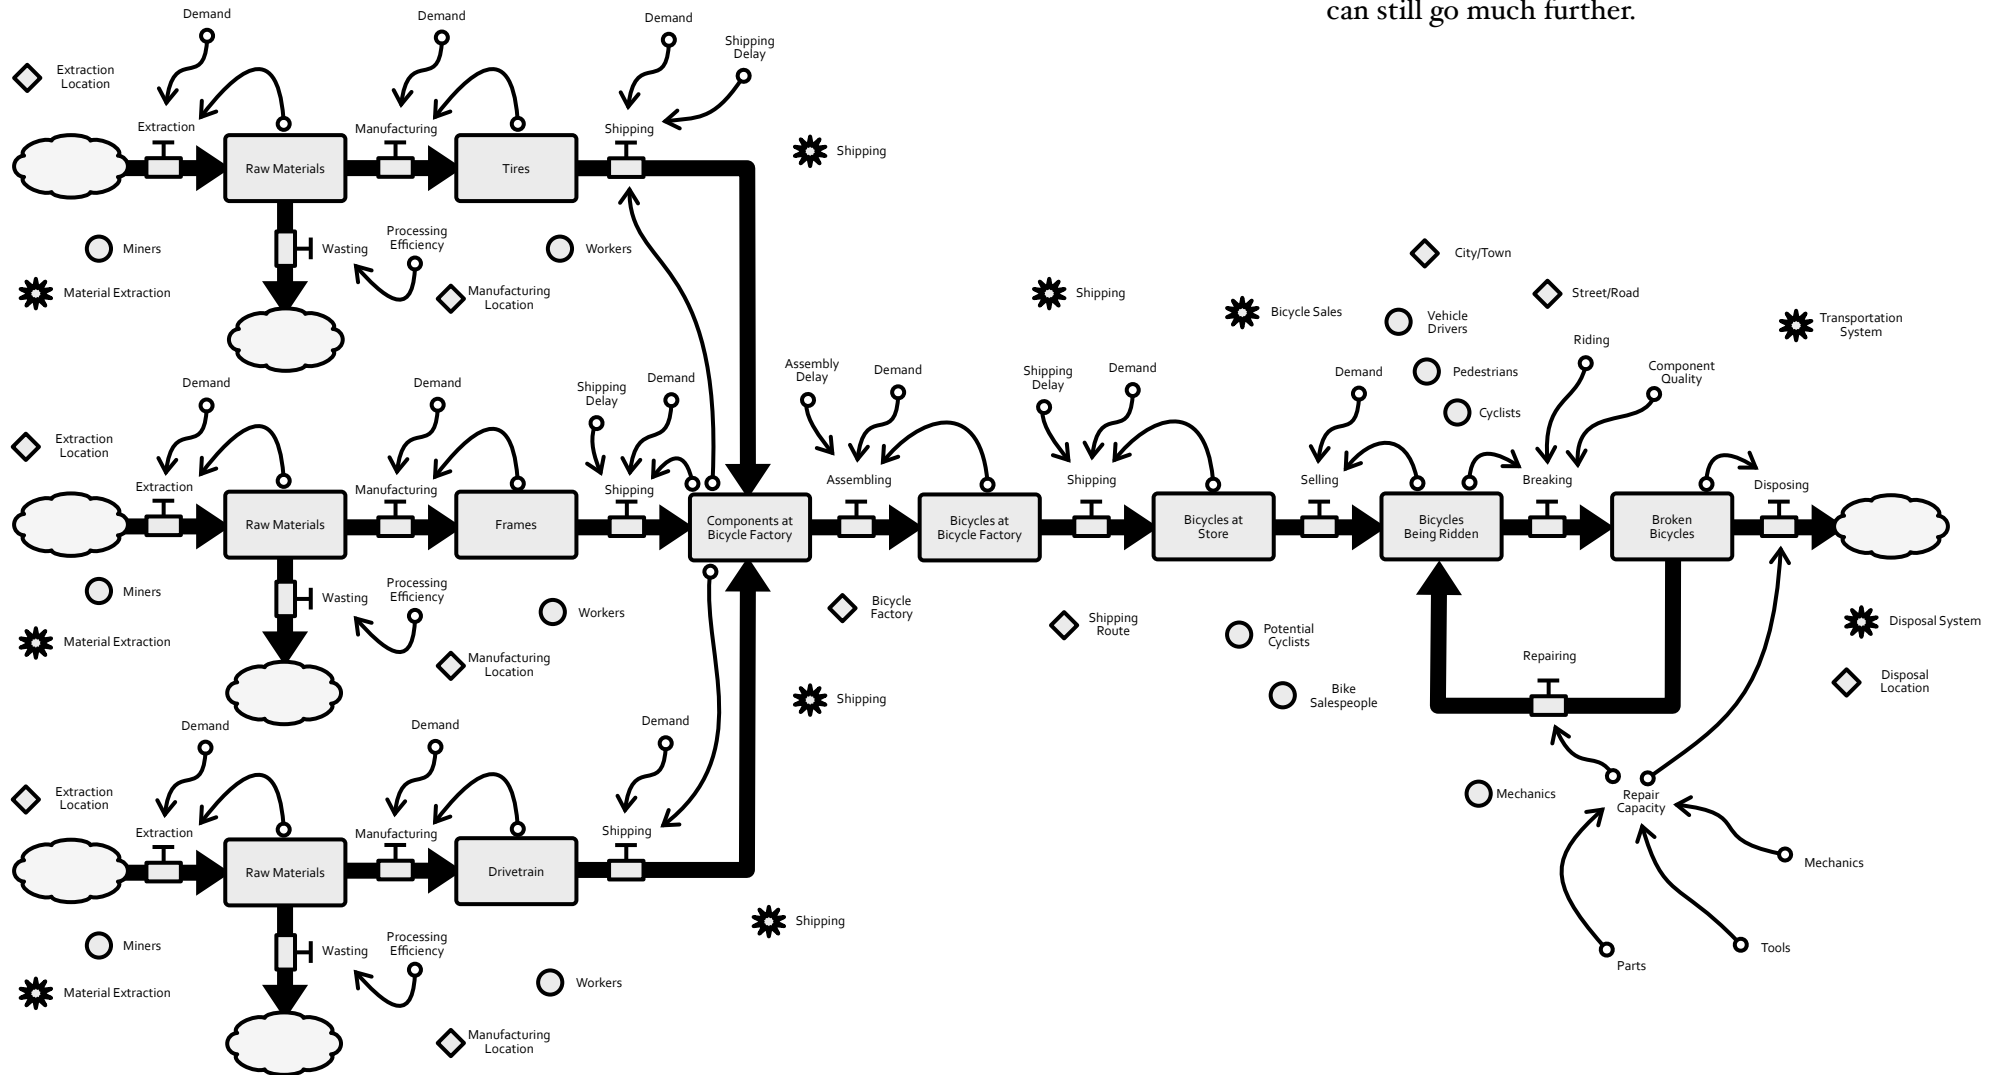 can still go much further.
Demand
Demand
Demand
Shipping
Delay
Extraction
Location
Extraction
Manufacturing
Shipping
Raw Materials
Tires
Shipping
Miners
Wasting
Processing
Efficiency
Workers
Material Extraction
Manufacturing
Location
City/Town
Shipping
Street/Road
Bicycle Sales
Vehicle
Drivers
Transportation
System
Riding
Demand
Demand
Shipping
Delay
Demand
Assembly
Delay
Demand
Shipping
Delay
Demand
Demand
Pedestrians
Component
Quality
Cyclists
Extraction
Location
Extraction
Manufacturing
Shipping
Assembling
Shipping
Selling
Breaking
Disposing
Raw Materials
Frames
Components at
Bicycle Factory
Bicycles at
Bicycle Factory
Bicycles at
Store
Bicycles
Being Ridden
Broken
Bicycles
Miners
Wasting
Processing
Efficiency
Workers
Bicycle
Factory
Shipping
Route
Potential
Cyclists
Disposal System
Material Extraction
Manufacturing
Location
Repairing
Shipping
Bike
Salespeople
Disposal
Location
Demand
Demand
Demand
Extraction
Location
Mechanics
Repair
Capacity
Extraction
Manufacturing
Shipping
Mechanics
Raw Materials
Drivetrain
Shipping
Miners
Wasting
Processing
Efficiency
Workers
Tools
Parts
Material Extraction
Manufacturing
Location